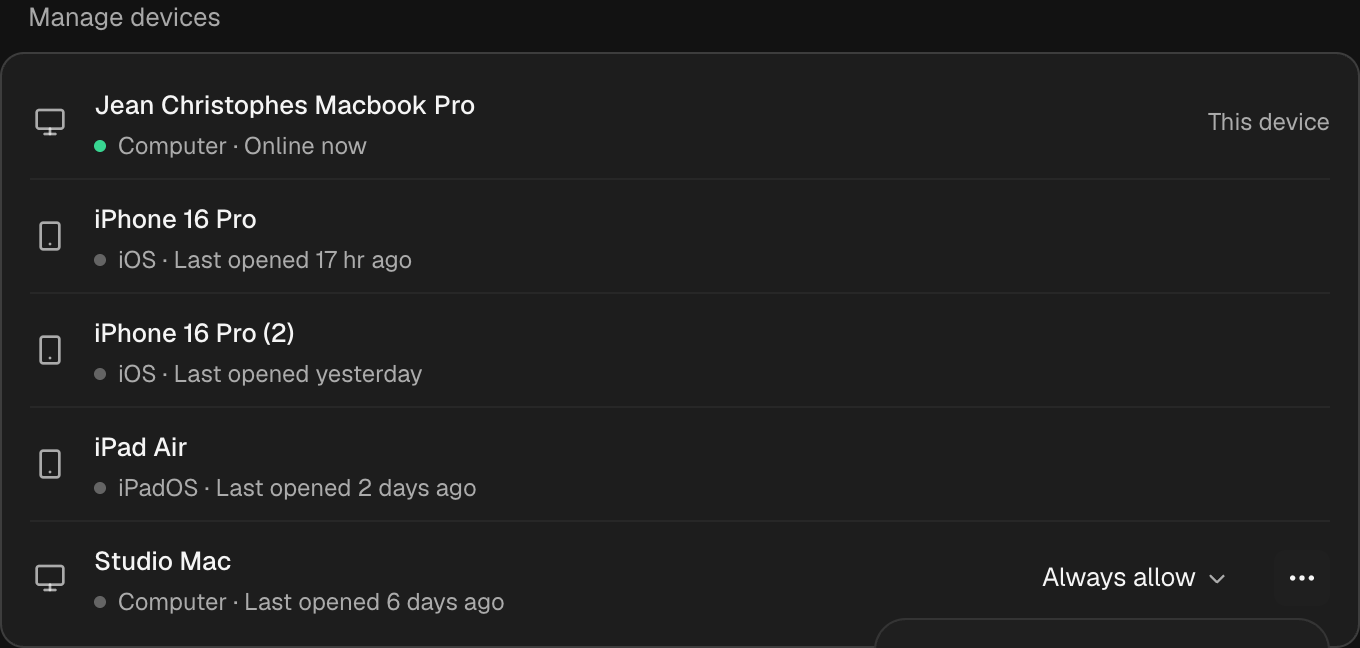 Manage devices
Jean Christophes Macbook Pro
Computer · Online now
This device
iPhone 16 Pro
iOS · Last opened 17 hr ago
iPhone 16 Pro (2)
iOS · Last opened yesterday
iPad Air
iPadOS · Last opened 2 days ago
Studio Mac
Computer · Last opened 6 days ago
Always allow